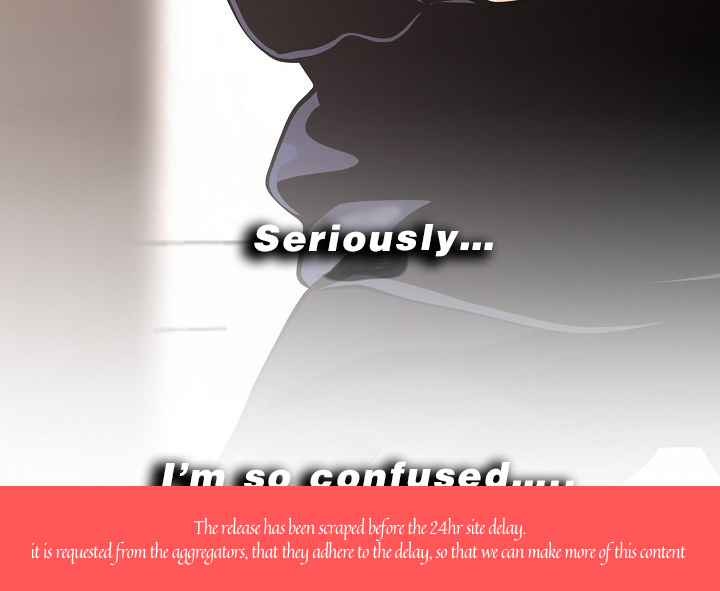 Seriously...
I'm so confused.....
The release has been scraped before the 24hr site delay.
it is requested from the aggregators, that they adhere to the delay, so that we can make more of this content